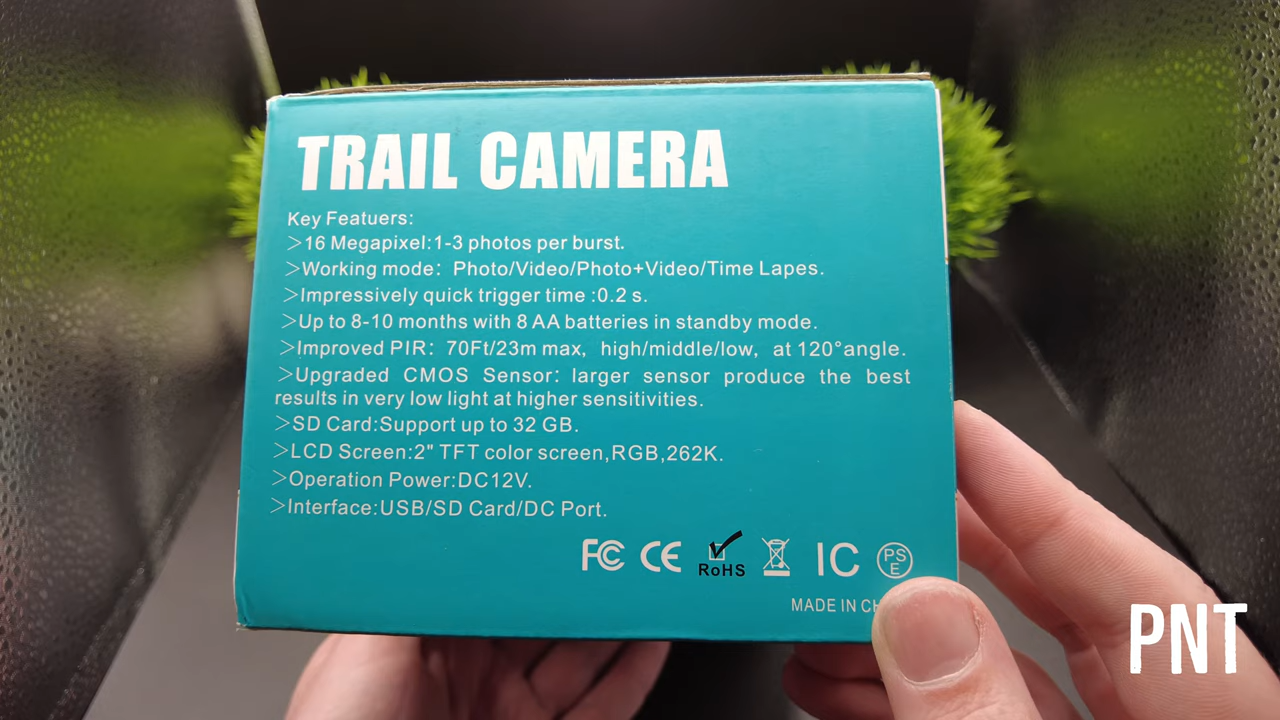 TRAIL CAMERA
Key Featuers:
>16 Megapixel:1-3 photos per burst.
>Working mode: Photo/Video/Photo+Video/Time Lapes.
>Impressively quick trigger time :0.2 s.
>Up to 8-10 months with 8 AA batteries in standby mode.
>Improved PIR: 70Ft/23m max, high/middle/low, at 120°angle.
>Upgraded CMOS Sensor: larger sensor produce the best
results in very low light at higher sensitivities.
>SD Card:Support up to 32 GB.
>LCD Screen:2" TFT color screen,RGB,262K.
>Operation Power:DC12V.
>Interface:USB/SD Card/DC Port.
FC CE RoHS IC PSE
MADE IN
PNT